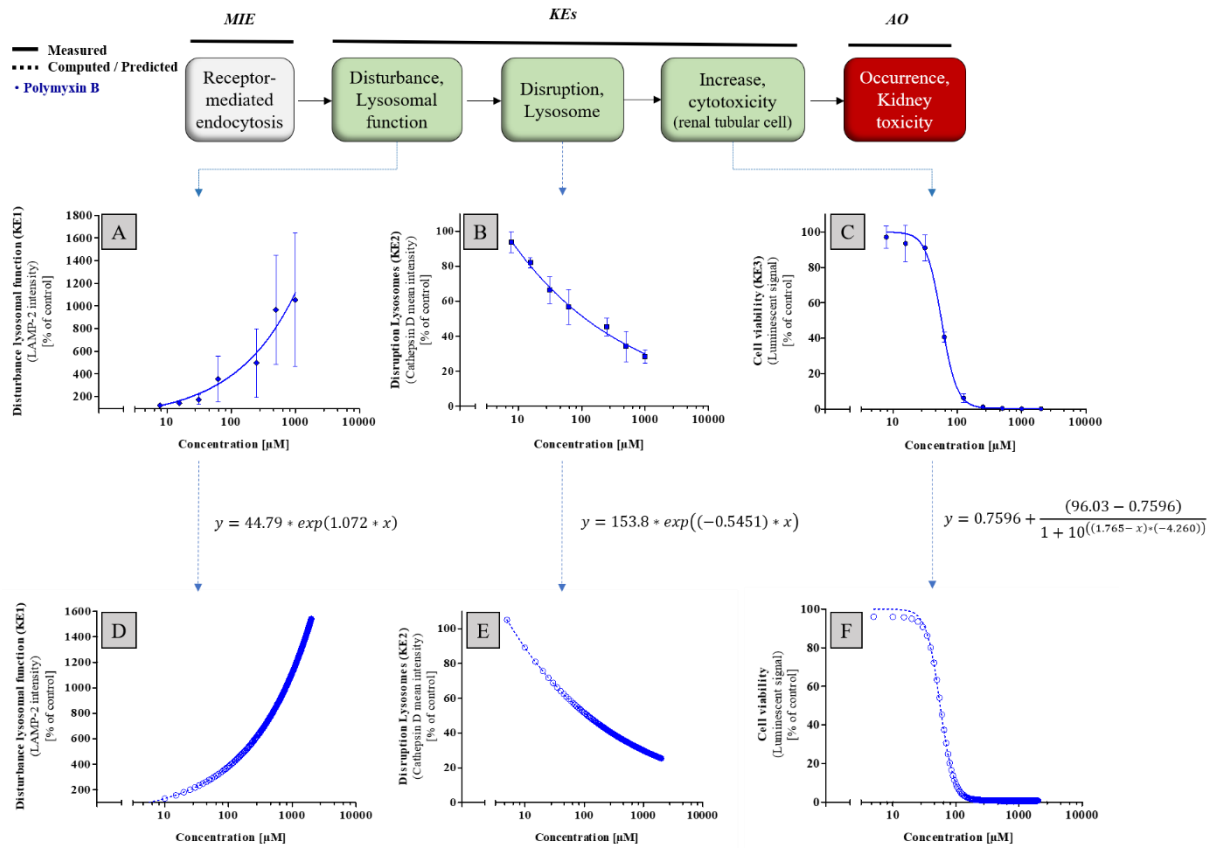 MIE
KEs
AO
Measured
Computed / Predicted
• Polymyxin B
Receptor-
mediated
endocytosis
Disturbance,
Lysosomal
function
Disruption,
Lysosome
Increase,
cytotoxicity
(renal tubular cell)
Occurrence,
Kidney
toxicity
A
Disturbance lysosomal function (KE1)
(LAMP-2 intensity)
[% of control]
1800
1600
1400
1200
1000
800
600
400
200
10
100
1000
10000
Concentration [µM]
B
Disruption Lysosomes (KE2)
(Cathepsin D mean intensity)
[% of control]
100
80
60
40
20
0
10
100
1000
10000
Concentration [µM]
C
Cell viability (KE3)
(Luminescent signal)
[% of control]
100
80
60
40
20
0
10
100
1000
10000
Concentration [µM]
y = 44.79 * exp(1.072 * x)
y = 153.8 * exp((−0.5451) * x)
y = 0.7596 + (96.03 − 0.7596) / 1 + 10^((1.765− x)*(−4.260))
D
Disturbance lysosomal function (KE1)
(LAMP-2 intensity)
[% of control]
1600
1400
1200
1000
800
600
400
200
10
100
1000
10000
Concentration [µM]
E
Disruption Lysosomes (KE2)
(Cathepsin D mean intensity)
[% of control]
100
80
60
40
20
0
10
100
1000
10000
Concentration [µM]
F
Cell viability
(Luminescent signal)
[% of control]
100
80
60
40
20
0
10
100
1000
10000
Concentration [µM]